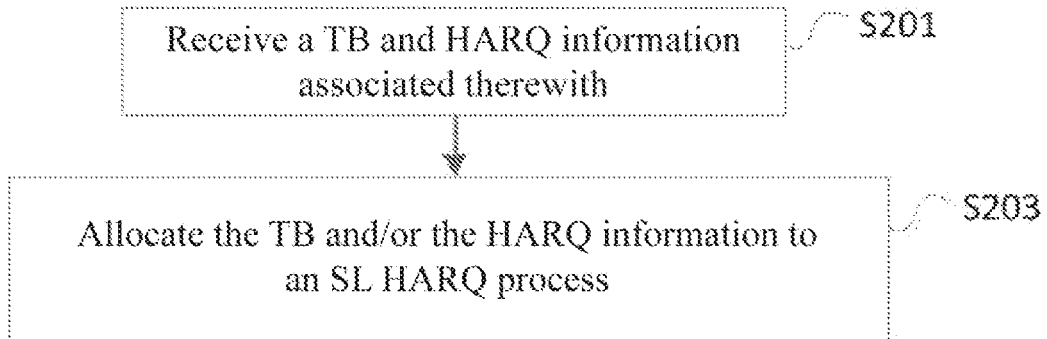 Receive a TB and HARQ information
associated therewith
S201
Allocate the TB and/or the HARQ information to
an SL HARQ process
S203